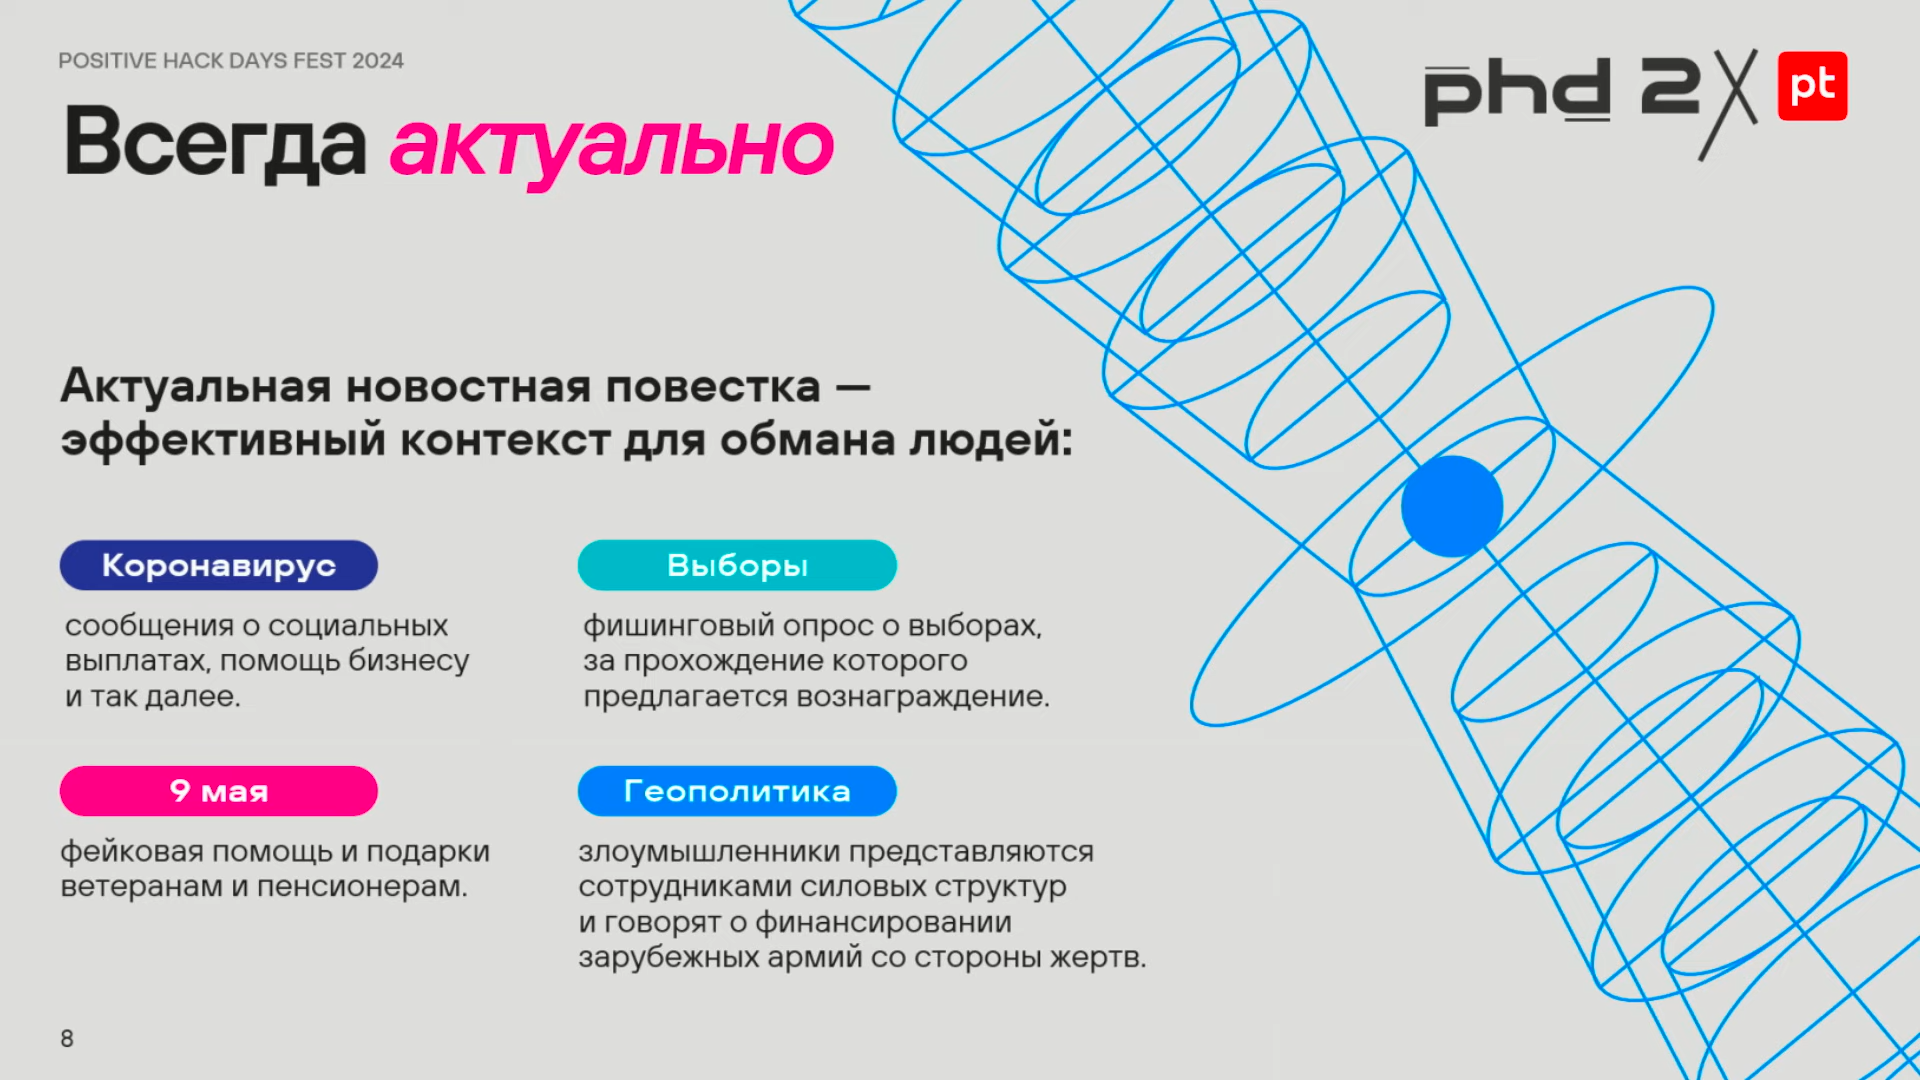 POSITIVE HACK DAYS FEST 2024
phd 2
pt
Всегда актуально
Актуальная новостная повестка —
эффективный контекст для обмана людей:
Коронавирус
сообщения о социальных
выплатах, помощь бизнесу
и так далее.
Выборы
фишинговый опрос о выборах,
за прохождение которого
предлагается вознаграждение.
9 мая
фейковая помощь и подарки
ветеранам и пенсионерам.
Геополитика
злоумышленники представляются
сотрудниками силовых структур
и говорят о финансировании
зарубежных армий со стороны жертв.
8